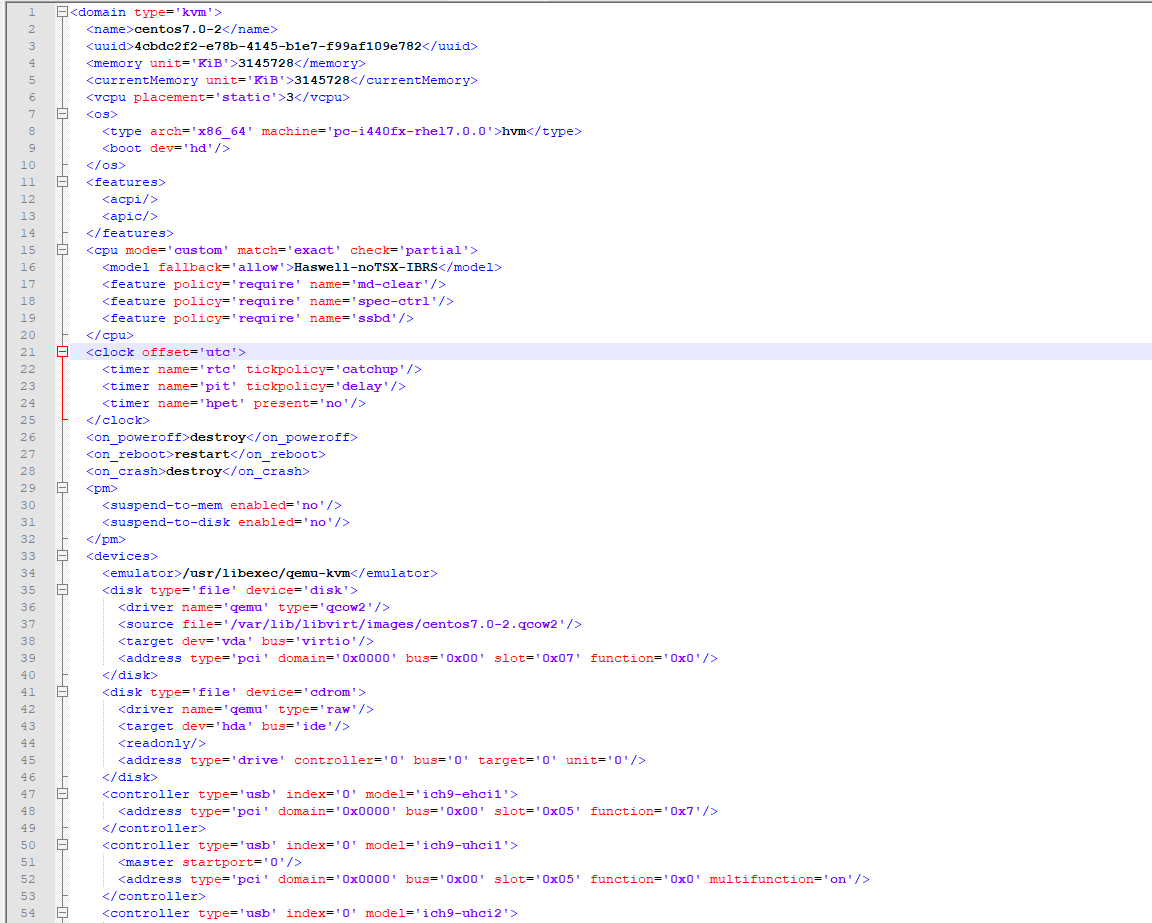 1 <domain type='kvm'>
2 <name>centos7.0-2</name>
3 <uuid>4cbdc2f2-e78b-4145-b1e7-f99af109e782</uuid>
4 <memory unit='KiB'>3145728</memory>
5 <currentMemory unit='KiB'>3145728</currentMemory>
6 <vcpu placement='static'>3</vcpu>
7 <os>
8 <type arch='x86_64' machine='pc-i440fx-rhel7.0.0'>hvm</type>
9 <boot dev='hd'/>
10 </os>
11 <features>
12 <acpi/>
13 <apic/>
14 </features>
15 <cpu mode='custom' match='exact' check='partial'>
16 <model fallback='allow'>Haswell-noTSX-IBRS</model>
17 <feature policy='require' name='md-clear'/>
18 <feature policy='require' name='spec-ctrl'/>
19 <feature policy='require' name='ssbd'/>
20 </cpu>
21 <clock offset='utc'>
22 <timer name='rtc' tickpolicy='catchup'/>
23 <timer name='pit' tickpolicy='delay'/>
24 <timer name='hpet' present='no'/>
25 </clock>
26 <on_poweroff>destroy</on_poweroff>
27 <on_reboot>restart</on_reboot>
28 <on_crash>destroy</on_crash>
29 <pm>
30 <suspend-to-mem enabled='no'/>
31 <suspend-to-disk enabled='no'/>
32 </pm>
33 <devices>
34 <emulator>/usr/libexec/qemu-kvm</emulator>
35 <disk type='file' device='disk'>
36 <driver name='qemu' type='qcow2'/>
37 <source file='/var/lib/libvirt/images/centos7.0-2.qcow2'/>
38 <target dev='vda' bus='virtio'/>
39 <address type='pci' domain='0x0000' bus='0x00' slot='0x07' function='0x0'/>
40 </disk>
41 <disk type='file' device='cdrom'>
42 <driver name='qemu' type='raw'/>
43 <target dev='hda' bus='ide'/>
44 <readonly/>
45 <address type='drive' controller='0' bus='0' target='0' unit='0'/>
46 </disk>
47 <controller type='usb' index='0' model='ich9-ehci1'>
48 <address type='pci' domain='0x0000' bus='0x00' slot='0x05' function='0x7'/>
49 </controller>
50 <controller type='usb' index='0' model='ich9-uhci1'>
51 <master startport='0'/>
52 <address type='pci' domain='0x0000' bus='0x00' slot='0x05' function='0x0' multifunction='on'/>
53 </controller>
54 <controller type='usb' index='0' model='ich9-uhci2'>